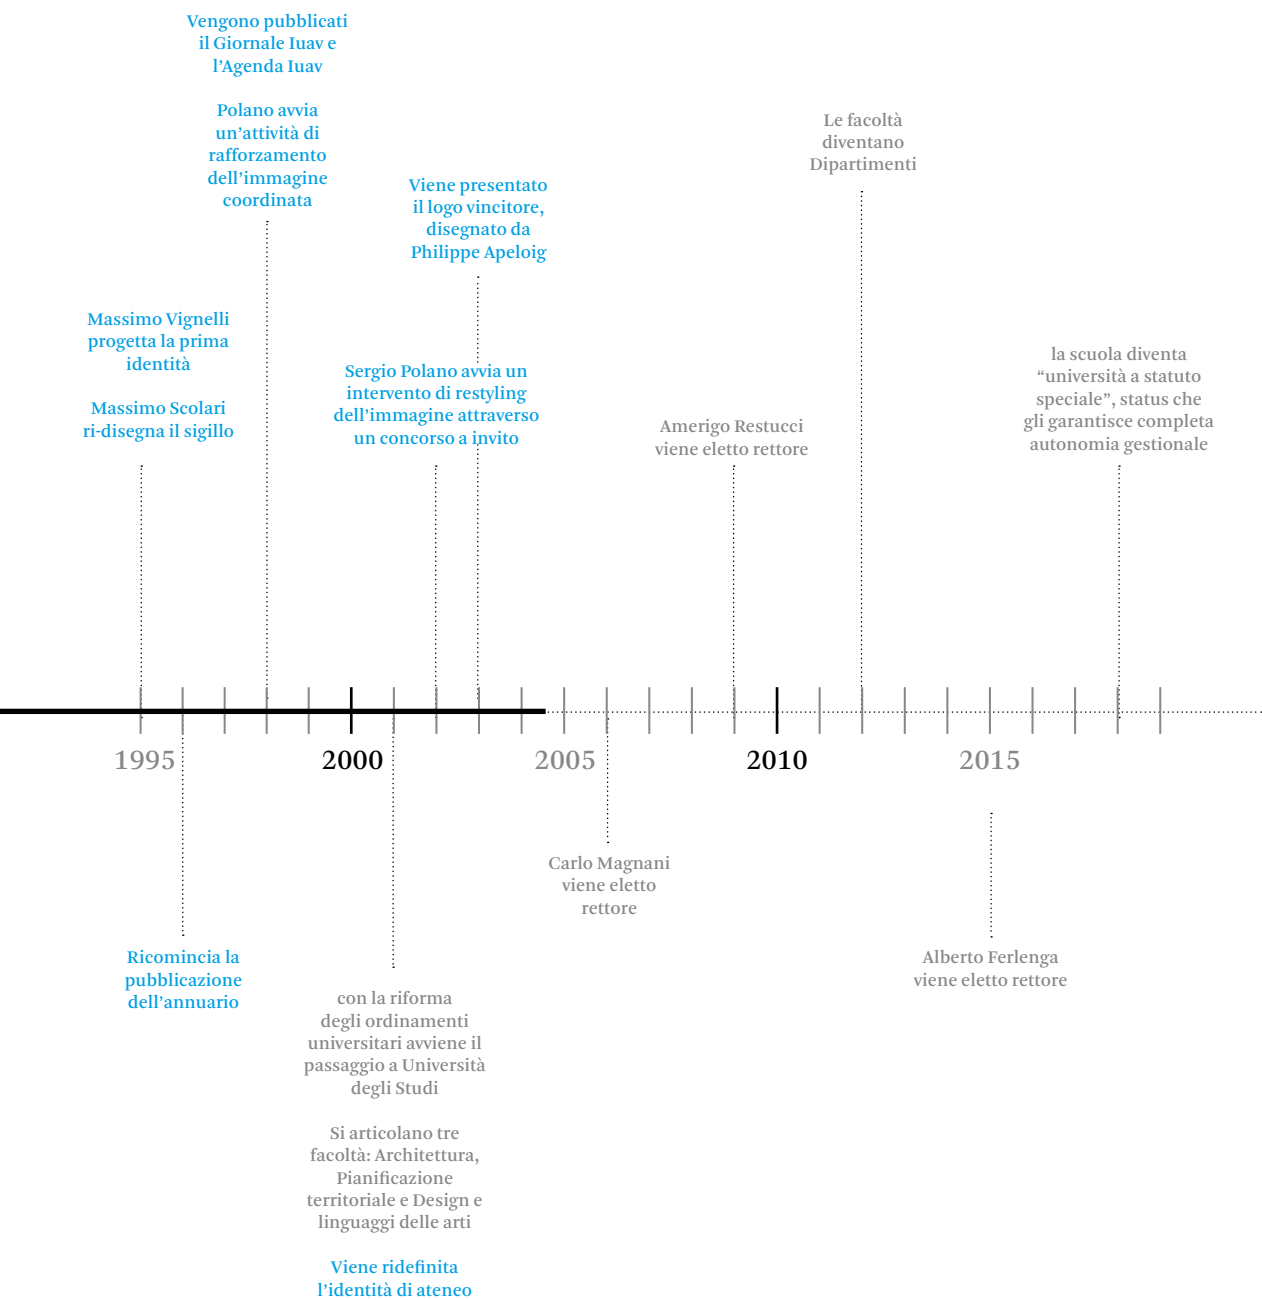 Vengono pubblicati
il Giornale Iuav e
l’Agenda Iuav
Polano avvia
un’attività di
rafforzamento
dell’immagine
coordinata
Le facoltà
diventano
Dipartimenti
Viene presentato
il logo vincitore,
disegnato da
Philippe Apeloig
Massimo Vignelli
progetta la prima
identità
Massimo Scolari
ri-disegna il sigillo
Sergio Polano avvia un
intervento di restyling
dell’immagine attraverso
un concorso a invito
Amerigo Restucci
viene eletto rettore
la scuola diventa
“università a statuto
speciale”, status che
gli garantisce completa
autonomia gestionale
1995
2000
2005
2010
2015
Carlo Magnani
viene eletto
rettore
Ricomincia la
pubblicazione
dell’annuario
Alberto Ferlenga
viene eletto rettore
con la riforma
degli ordinamenti
universitari avviene il
passaggio a Università
degli Studi
Si articolano tre
facoltà: Architettura,
Pianificazione
territoriale e Design e
linguaggi delle arti
Viene ridefinita
l’identità di ateneo